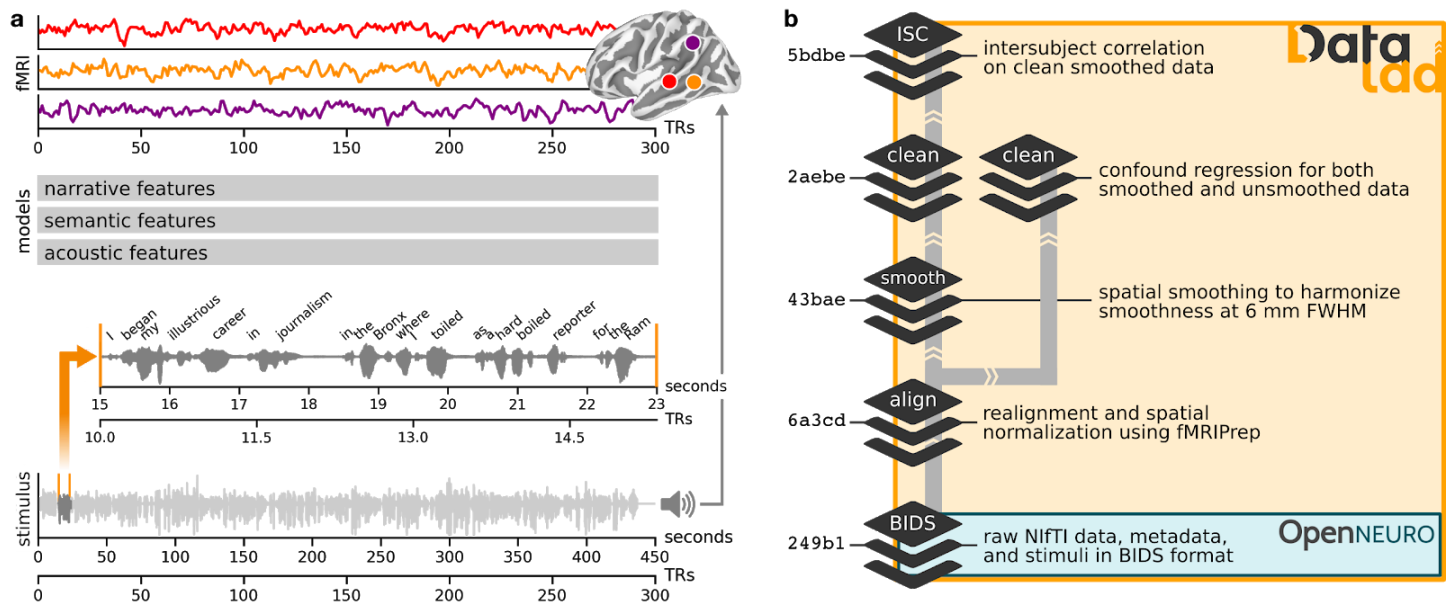 a
fMRI
TRs
0 50 100 150 200 250 300
models
narrative features
semantic features
acoustic features
I began my illustrious career in journalism in the Bronx where I toiled as a hard boiled reporter for the Ram
seconds
15 16 17 18 19 20 21 22 23
TRs
10.0 11.5 13.0 14.5
stimulus
seconds
0 50 100 150 200 250 300 350 400 450
TRs
0 50 100 150 200 250 300
b
DataLad
ISC
5bdbe
intersubject correlation
on clean smoothed data
clean
clean
2aebe
confound regression for both
smoothed and unsmoothed data
smooth
43bae
spatial smoothing to harmonize
smoothness at 6 mm FWHM
align
6a3cd
realignment and spatial
normalization using fMRIPrep
BIDS
249b1
raw NIfTI data, metadata,
and stimuli in BIDS format
OpenNEURO